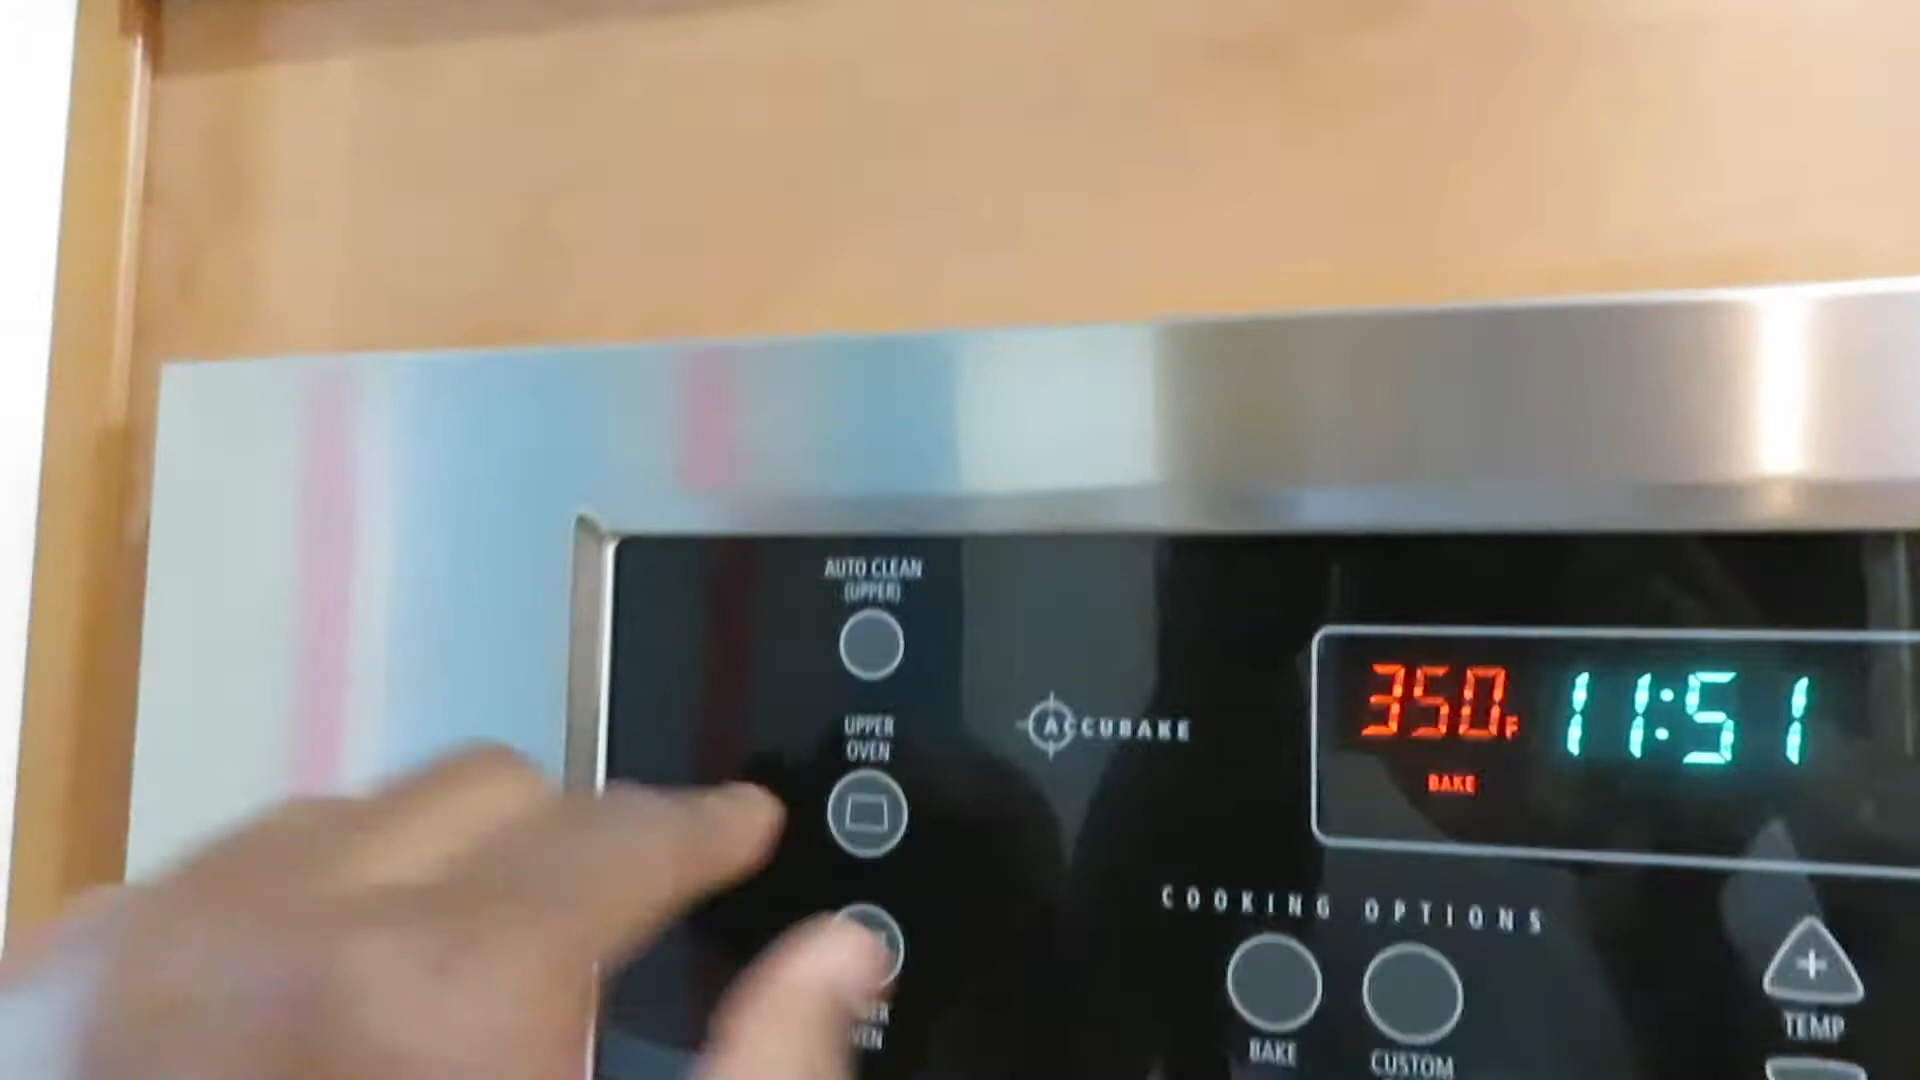 AUTO CLEAN
(UPPER)
UPPER
OVEN
ACCUBAKE
350F 11:51
BAKE
COOKING OPTIONS
BAKE
CUSTOM
TEMP